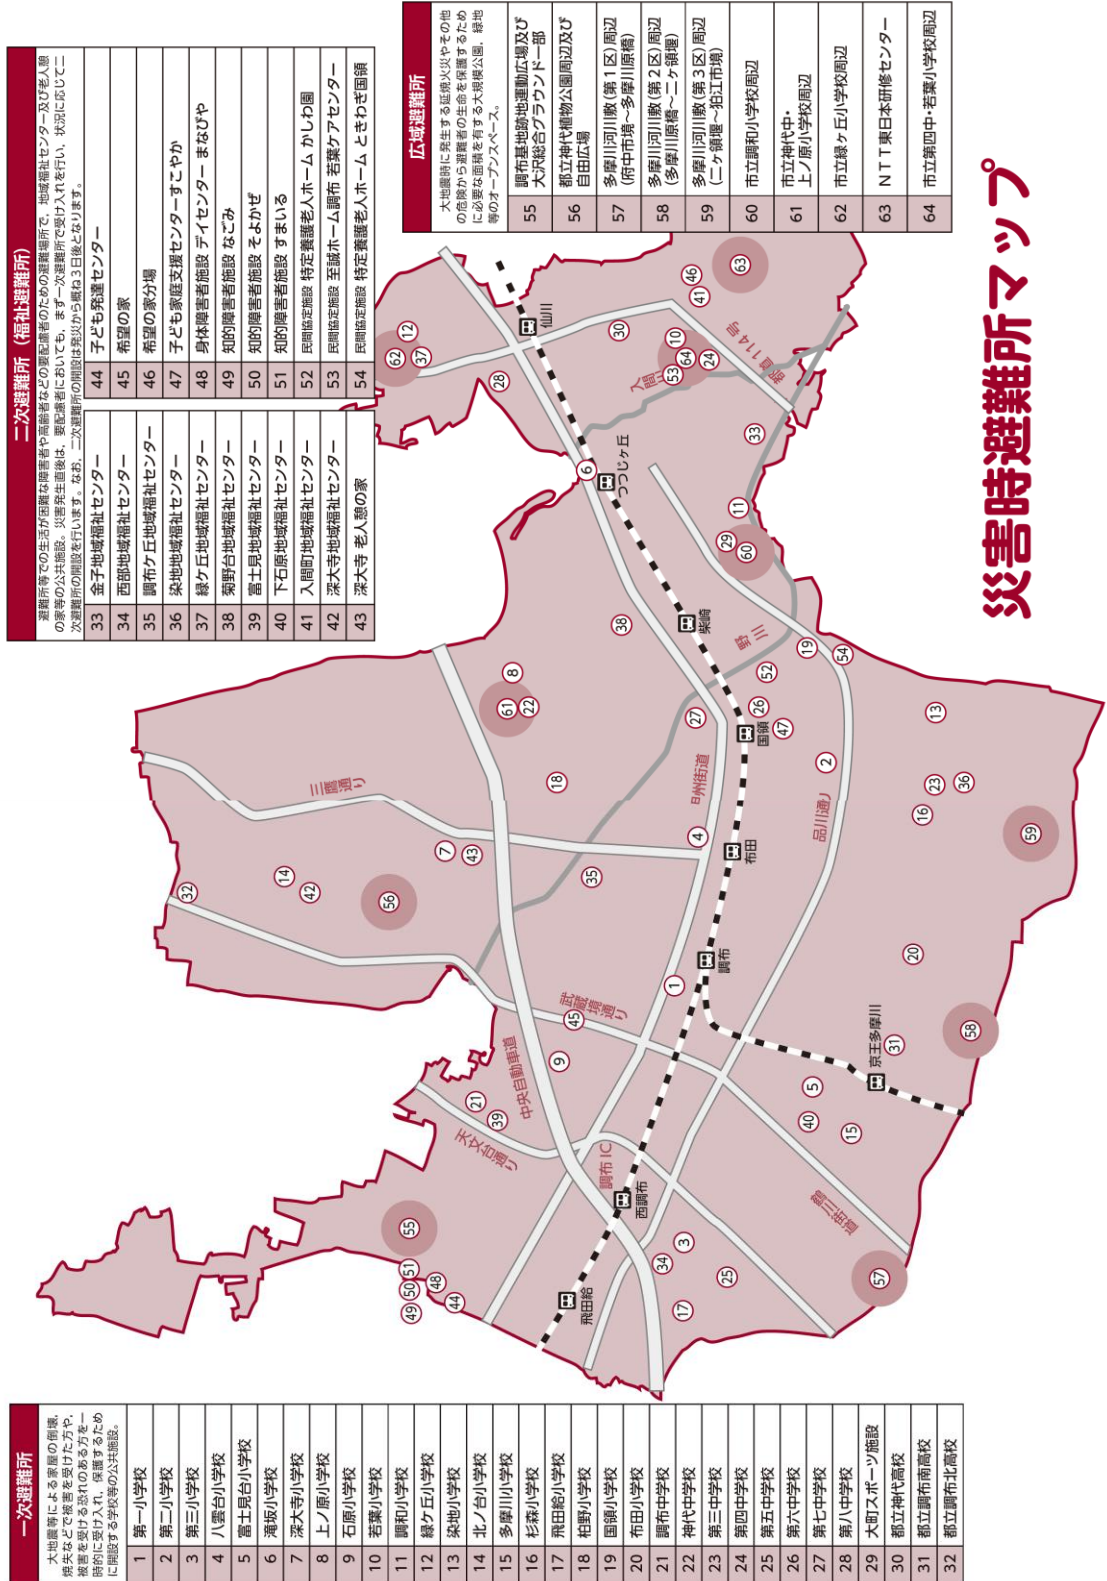 災害時避難所マップ
一次避難所
大地震等による家屋の倒壊,
焼失などで被害を受けた方や,
被害を受ける恐れのある方を一
時的に受け入れ,保護するため
に開設する学校等の公共施設。
1 第一小学校
2 第二小学校
3 第三小学校
4 八雲台小学校
5 富士見台小学校
6 滝坂小学校
7 深大寺小学校
8 上ノ原小学校
9 石原小学校
10 若葉小学校
11 調和小学校
12 緑ケ丘小学校
13 染地小学校
14 北ノ台小学校
15 多摩川小学校
16 杉森小学校
17 飛田給小学校
18 柏野小学校
19 国領小学校
20 布田小学校
21 調布中学校
22 神代中学校
23 第三中学校
24 第四中学校
25 第五中学校
26 第六中学校
27 第七中学校
28 第八中学校
29 大町スポーツ施設
30 都立神代高校
31 都立調布南高校
32 都立調布北高校
二次避難所(福祉避難所)
避難所等での生活が困難な障害者や高齢者などの要配慮者のための避難場所で,地域福祉センター及び老人憩
の家等の公共施設。災害発生直後は,要配慮者においても,まず一次避難所で受け入れを行い,状況に応じて二
次避難所の開設を行います。なお,二次避難所の開設は発災から概ね3日後となります。
33 金子地域福祉センター
34 西部地域福祉センター
35 調布ケ丘地域福祉センター
36 染地地域福祉センター
37 緑ケ丘地域福祉センター
38 菊野台地域福祉センター
39 富士見地域福祉センター
40 下石原地域福祉センター
41 入間町地域福祉センター
42 深大寺地域福祉センター
43 深大寺 老人憩の家
44 子ども発達センター
45 希望の家
46 希望の家分場
47 子ども家庭支援センターすこやか
48 身体障害者施設 デイセンター まなびや
49 知的障害者施設 なごみ
50 知的障害者施設 そよかぜ
51 知的障害者施設 すまいる
52 民間協定施設 特定養護老人ホーム かしわ園
53 民間協定施設 至誠ホーム調布 若葉ケアセンター
54 民間協定施設 特定養護老人ホーム ときわぎ国領
広域避難所
大地震時に発生する延焼火災やその他
の危険から避難者の生命を保護するため
に必要な面積を有する大規模公園,緑地
等のオープンスペース。
55 調布基地跡地運動広場及び
大沢総合グラウンド一部
56 都立神代植物公園周辺及び
自由広場
57 多摩川河川敷(第1区)周辺
(府中市境～多摩川原橋)
58 多摩川河川敷(第2区)周辺
(多摩川原橋～二ヶ領堰)
59 多摩川河川敷(第3区)周辺
(二ヶ領堰～狛江市境)
60 市立調和小学校周辺
61 市立神代中・
上ノ原小学校周辺
62 市立緑ヶ丘小学校周辺
63 NTT東日本研修センター
64 市立第四中・若葉小学校周辺
三鷹通り
武蔵境通り
中央自動車道
天文台通り
調布IC
甲州街道
品川通り
鶴川街道
野川
入間川
都道114号
飛田給
西調布
調布
京王多摩川
布田
国領
柴崎
つつじヶ丘
仙川